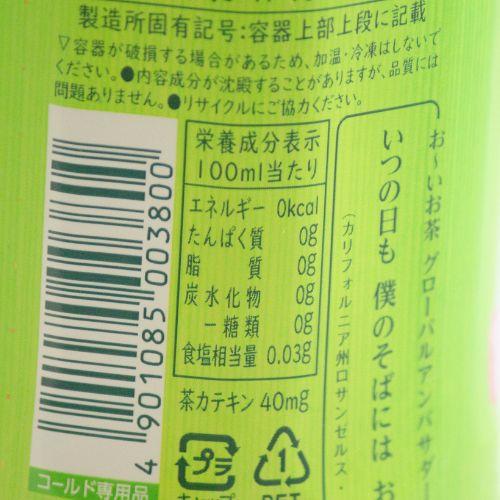 製造所固有記号:容器上部上段に記載
▽容器が破損する場合があるため、加温・冷凍はしないで
ください。●内容成分が沈殿することがありますが、品質には
問題ありません。●リサイクルにご協力ください。
栄養成分表示
100ml当たり
エネルギー 0kcal
たんぱく質 0g
脂質 0g
炭水化物 0g
ー糖類 0g
食塩相当量 0.03g
茶カテキン 40mg
プラ
1
4 901085 003800
コールド専用品
お〜いお茶 グローバルアンバサダー
いつの日も 僕のそばには お
(カリフォルニア州ロサンゼルス・